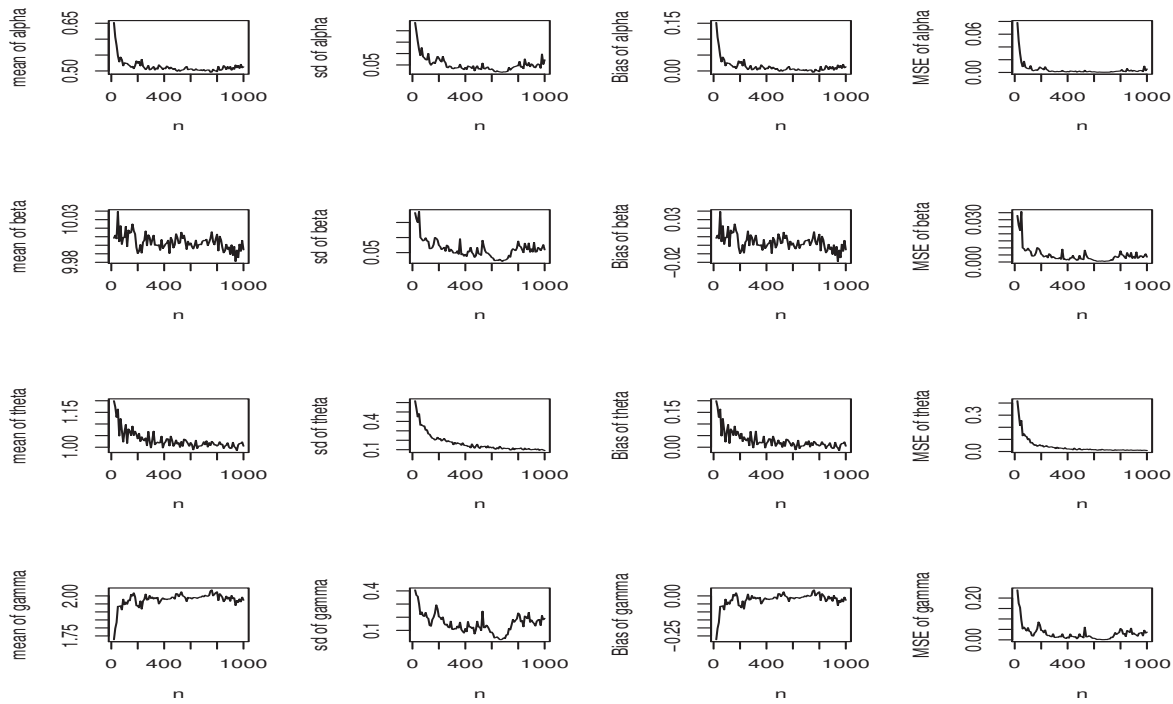 mean of alpha
0.50 0.65
0 400 1000
n
sd of alpha
0.05
0 400 1000
n
Bias of alpha
0.00 0.15
0 400 1000
n
MSE of alpha
0.00 0.06
0 400 1000
n
mean of beta
9.98 10.03
0 400 1000
n
sd of beta
0.05
0 400 1000
n
Bias of beta
−0.02 0.03
0 400 1000
n
MSE of beta
0.000 0.030
0 400 1000
n
mean of theta
1.00 1.15
0 400 1000
n
sd of theta
0.1 0.4
0 400 1000
n
Bias of theta
0.00 0.15
0 400 1000
n
MSE of theta
0.0 0.3
0 400 1000
n
mean of gamma
1.75 2.00
0 400 1000
n
sd of gamma
0.1 0.4
0 400 1000
n
Bias of gamma
−0.25 0.00
0 400 1000
n
MSE of gamma
0.00 0.20
0 400 1000
n